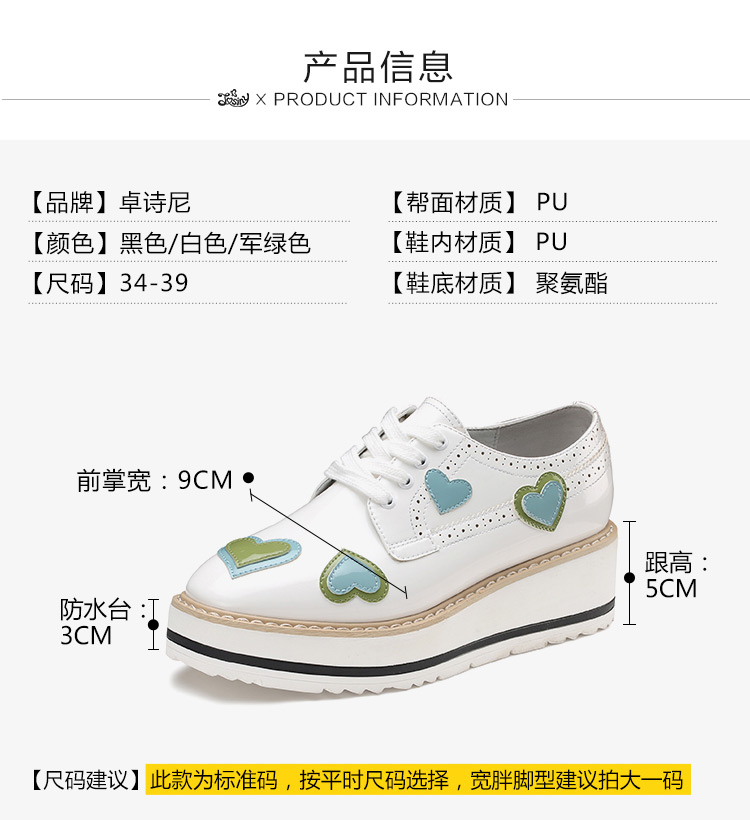 产品信息
Josiny X PRODUCT INFORMATION
【品牌】卓诗尼
【帮面材质】 PU
【颜色】黑色/白色/军绿色
【鞋内材质】 PU
【尺码】34-39
【鞋底材质】 聚氨酯
前掌宽：9CM
跟高：
5CM
防水台：
3CM
【尺码建议】此款为标准码，按平时尺码选择，宽胖脚型建议拍大一码